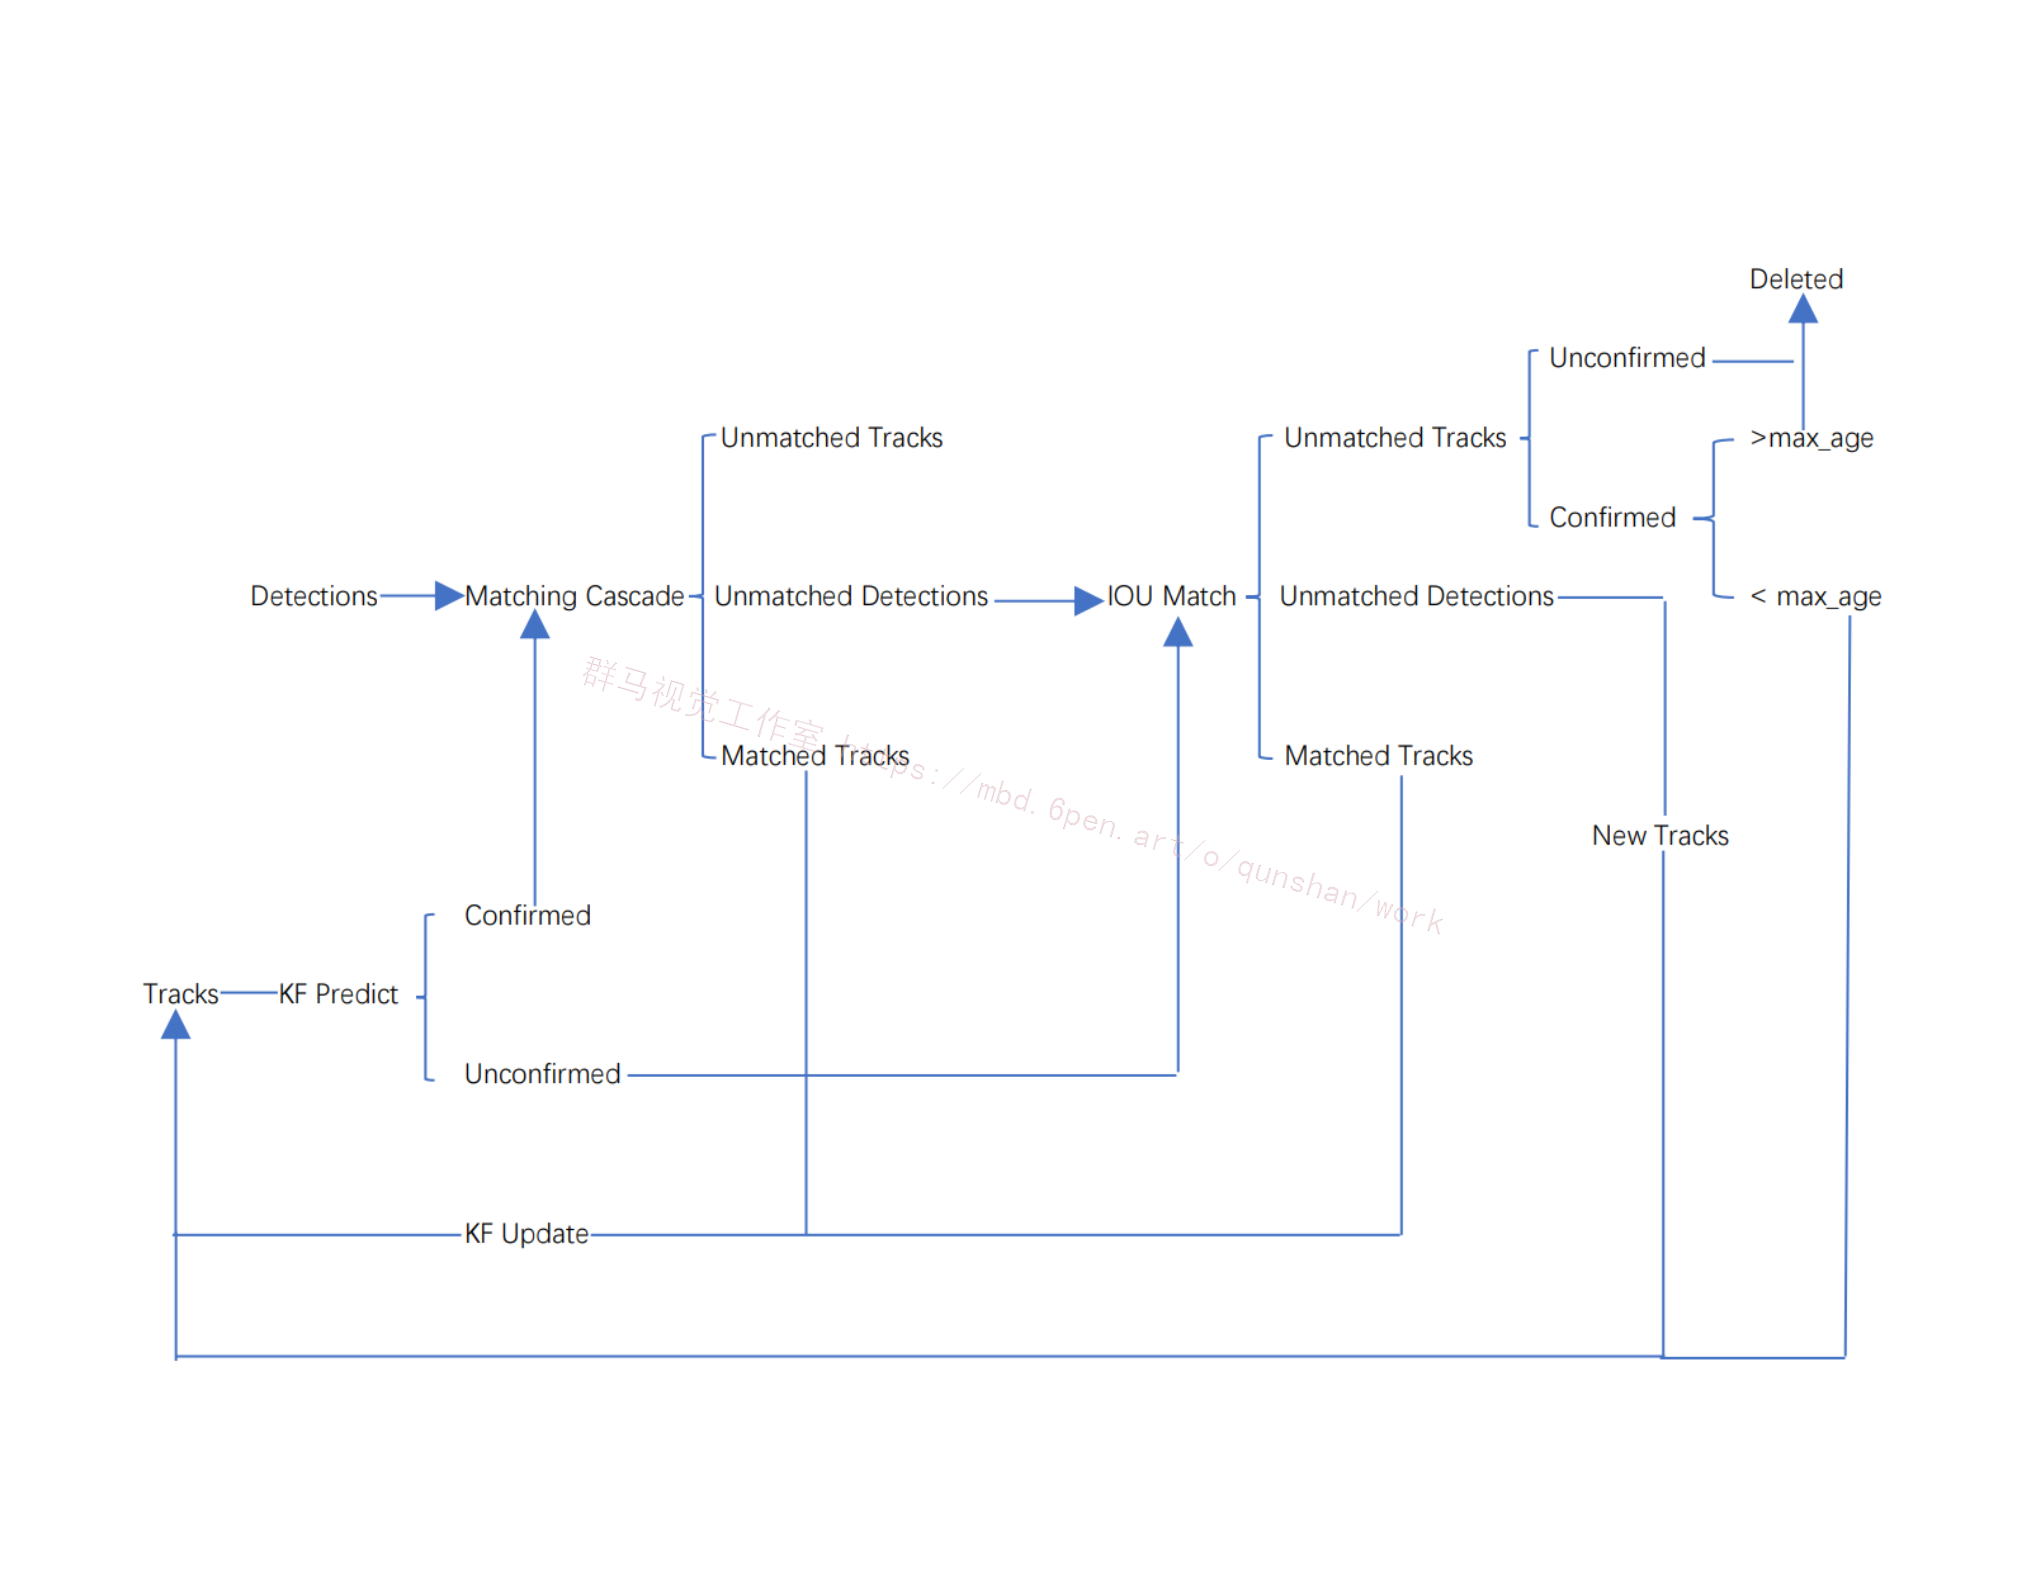 Deleted
Unconfirmed
Unmatched Tracks
Unmatched Tracks
>max_age
Confirmed
Detections
Matching Cascade
Unmatched Detections
IOU Match
Unmatched Detections
< max_age
Matched Tracks
Matched Tracks
群马视觉工作室 https://mbd.6pen.art/o/qunshan/work
New Tracks
Confirmed
Tracks
KF Predict
Unconfirmed
KF Update